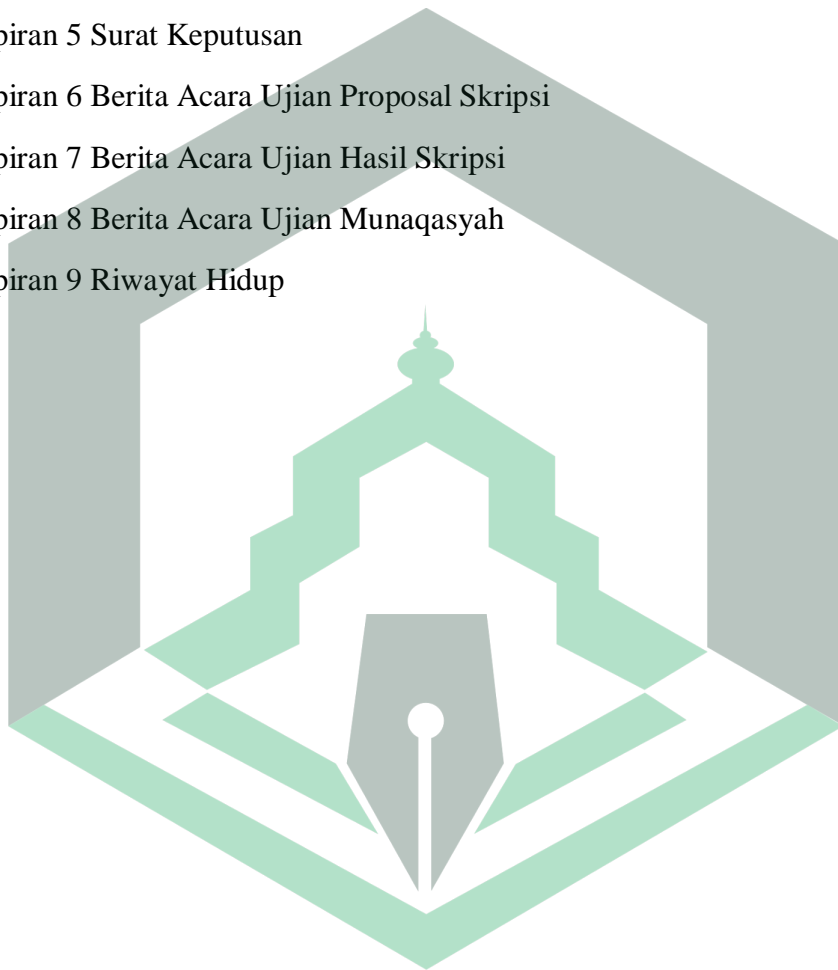 piran 5 Surat Keputusan
piran 6 Berita Acara Ujian Proposal Skripsi
piran 7 Berita Acara Ujian Hasil Skripsi
piran 8 Berita Acara Ujian Munaqasyah
piran 9 Riwayat Hidup